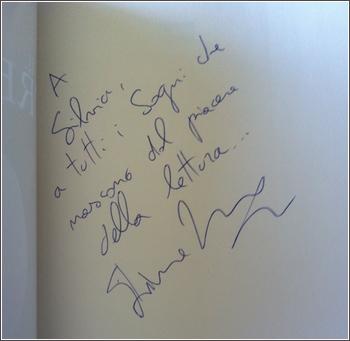 A
Silvia,
a tutti i sogni che
nascono dal piacere
della lettura...